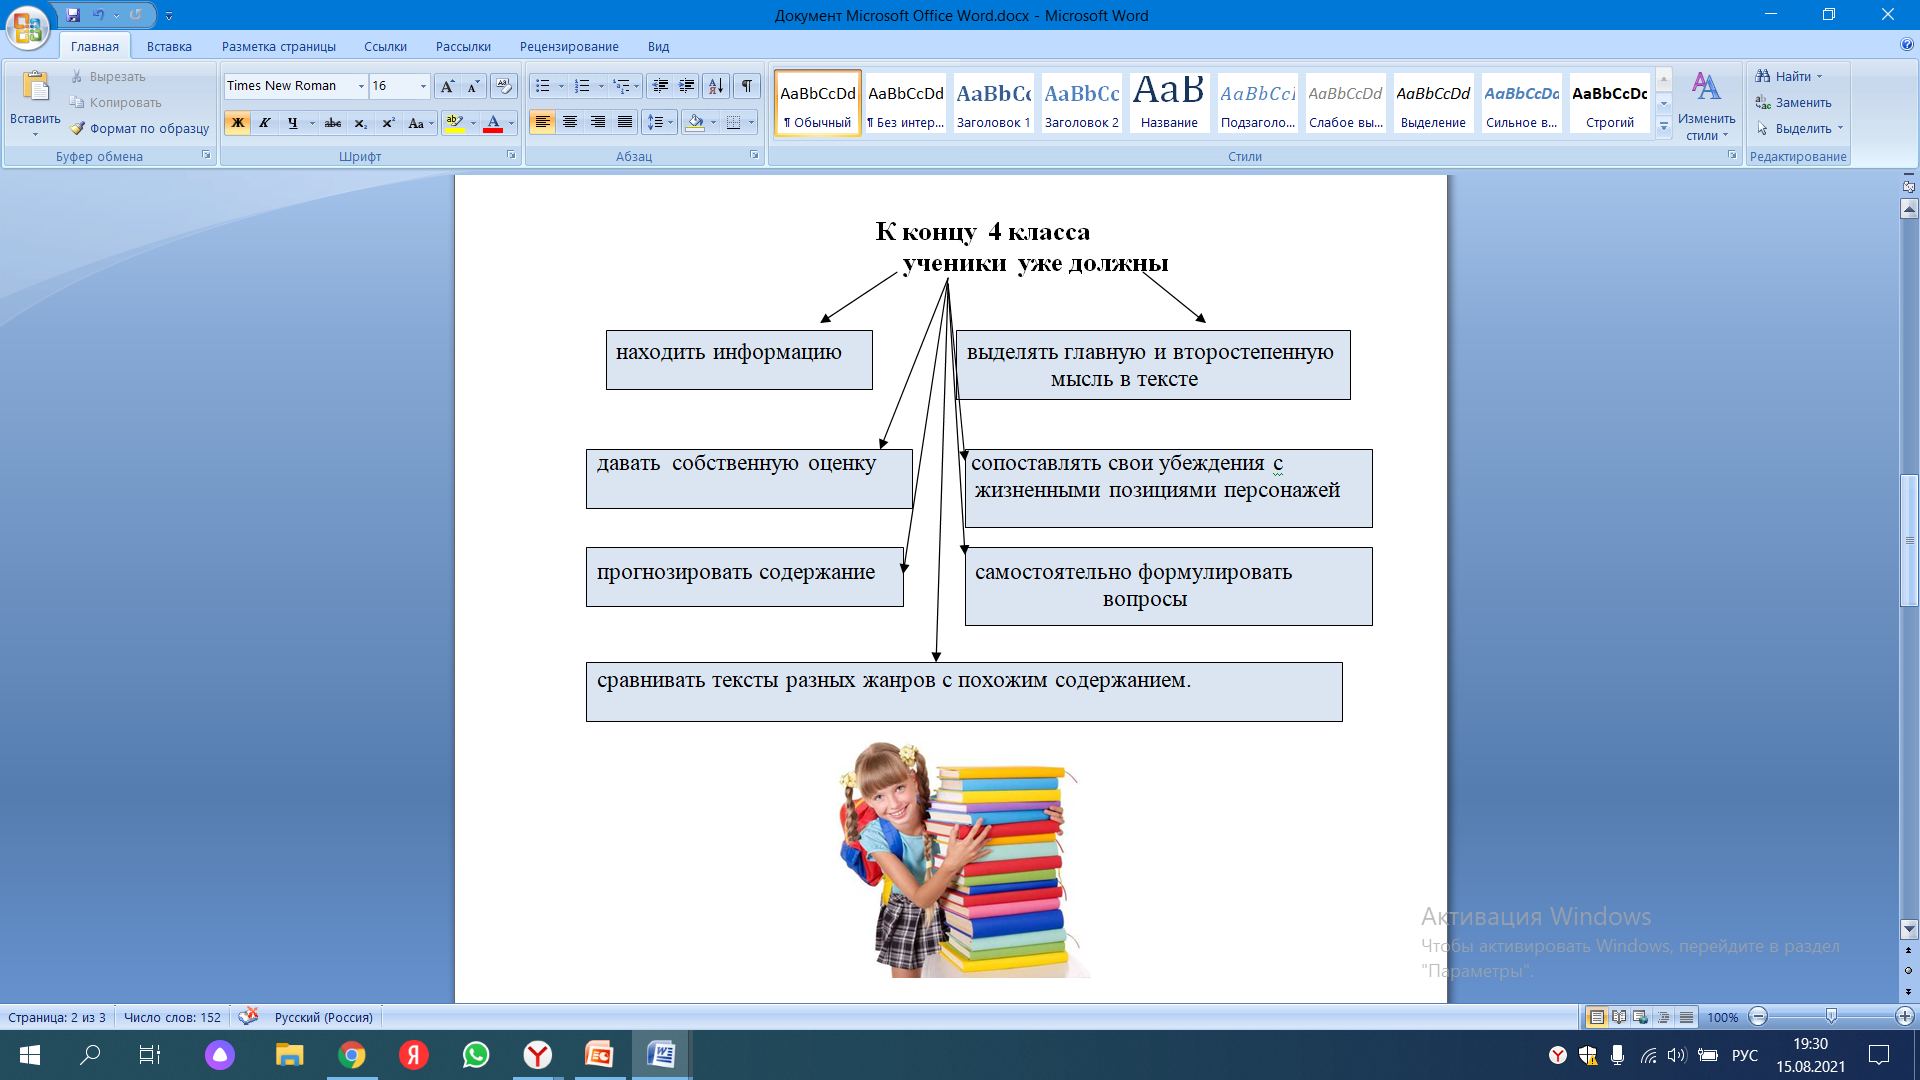 Документ Microsoft Office Word.docx - Microsoft Word
Главная Вставка Разметка страницы Ссылки Рассылки Рецензирование Вид
Вставить
Вырезать
Копировать
Формат по образцу
Буфер обмена
Times New Roman 16
Ж К Ч abc x₂ x² Aa
Шрифт
Абзац
AaBbCcDd AaBbCcDd AaBbCc AaBbCc AaB AaBbCcI AaBbCcDd AaBbCcDd AaBbCcDd AaBbCcDc
¶ Обычный ¶ Без интер... Заголовок 1 Заголовок 2 Название Подзаголо... Слабое вы... Выделение Сильное в... Строгий
Стили
Изменить
стили
Найти
Заменить
Выделить
Редактирование
К концу 4 класса
ученики уже должны
находить информацию
выделять главную и второстепенную
мысль в тексте
давать собственную оценку
сопоставлять свои убеждения с
жизненными позициями персонажей
прогнозировать содержание
самостоятельно формулировать
вопросы
сравнивать тексты разных жанров с похожим содержанием.
Активация Windows
Чтобы активировать Windows, перейдите в раздел
"Параметры".
Страница: 2 из 3 Число слов: 152 Русский (Россия) 100%
РУС 19:30
15.08.2021